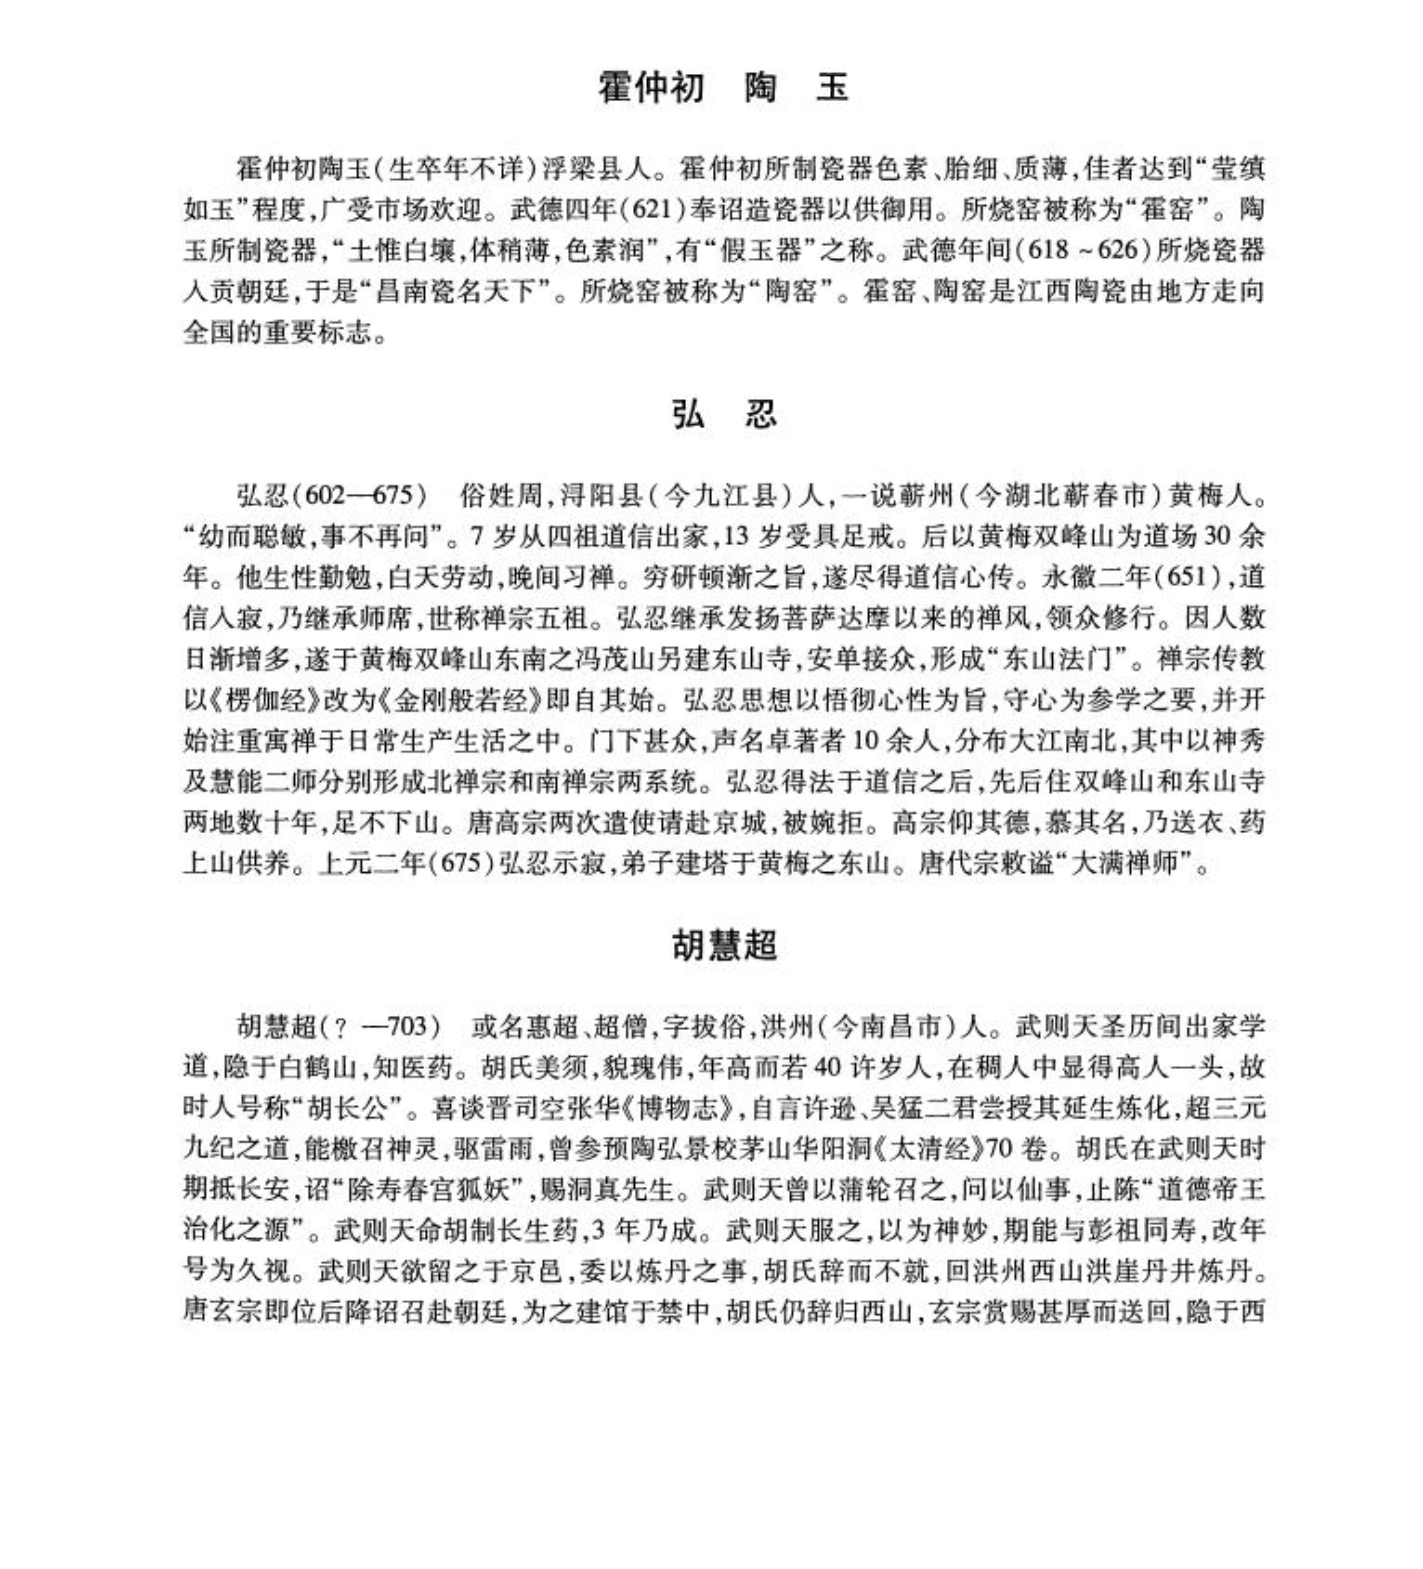 霍仲初　陶　玉
霍仲初陶玉(生卒年不详)浮梁县人。霍仲初所制瓷器色素、胎细、质薄,佳者达到“莹缜
如玉”程度,广受市场欢迎。武德四年(621)奉诏造瓷器以供御用。所烧窑被称为“霍窑”。陶
玉所制瓷器,“土惟白壤,体稍薄,色素润”,有“假玉器”之称。武德年间(618～626)所烧瓷器
入贡朝廷,于是“昌南瓷名天下”。所烧窑被称为“陶窑”。霍窑、陶窑是江西陶瓷由地方走向
全国的重要标志。
弘　忍
弘忍(602—675)　俗姓周,浔阳县(今九江县)人,一说蕲州(今湖北蕲春市)黄梅人。
“幼而聪敏,事不再问”。7 岁从四祖道信出家,13 岁受具足戒。后以黄梅双峰山为道场 30 余
年。他生性勤勉,白天劳动,晚间习禅。穷研顿渐之旨,遂尽得道信心传。永徽二年(651),道
信入寂,乃继承师席,世称禅宗五祖。弘忍继承发扬菩萨达摩以来的禅风,领众修行。因人数
日渐增多,遂于黄梅双峰山东南之冯茂山另建东山寺,安单接众,形成“东山法门”。禅宗传教
以《楞伽经》改为《金刚般若经》即自其始。弘忍思想以悟彻心性为旨,守心为参学之要,并开
始注重寓禅于日常生产生活之中。门下甚众,声名卓著者 10 余人,分布大江南北,其中以神秀
及慧能二师分别形成北禅宗和南禅宗两系统。弘忍得法于道信之后,先后住双峰山和东山寺
两地数十年,足不下山。唐高宗两次遣使请赴京城,被婉拒。高宗仰其德,慕其名,乃送衣、药
上山供养。上元二年(675)弘忍示寂,弟子建塔于黄梅之东山。唐代宗敕谥“大满禅师”。
胡慧超
胡慧超(？—703)　或名惠超、超僧,字拔俗,洪州(今南昌市)人。武则天圣历间出家学
道,隐于白鹤山,知医药。胡氏美须,貌瑰伟,年高而若 40 许岁人,在稠人中显得高人一头,故
时人号称“胡长公”。喜谈晋司空张华《博物志》,自言许逊、吴猛二君尝授其延生炼化,超三元
九纪之道,能檄召神灵,驱雷雨,曾参预陶弘景校茅山华阳洞《太清经》70 卷。胡氏在武则天时
期抵长安,诏“除寿春宫狐妖”,赐洞真先生。武则天曾以蒲轮召之,问以仙事,止陈“道德帝王
治化之源”。武则天命胡制长生药,3 年乃成。武则天服之,以为神妙,期能与彭祖同寿,改年
号为久视。武则天欲留之于京邑,委以炼丹之事,胡氏辞而不就,回洪州西山洪崖丹井炼丹。
唐玄宗即位后降诏召赴朝廷,为之建馆于禁中,胡氏仍辞归西山,玄宗赏赐甚厚而送回,隐于西